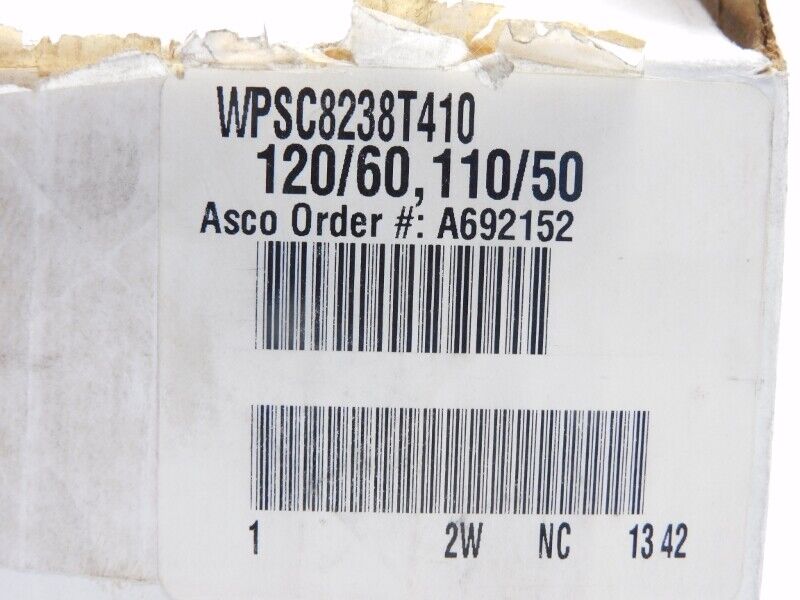 WPSC8238T410
120/60, 110/50
Asco Order #: A692152
1 2W NC 13 42